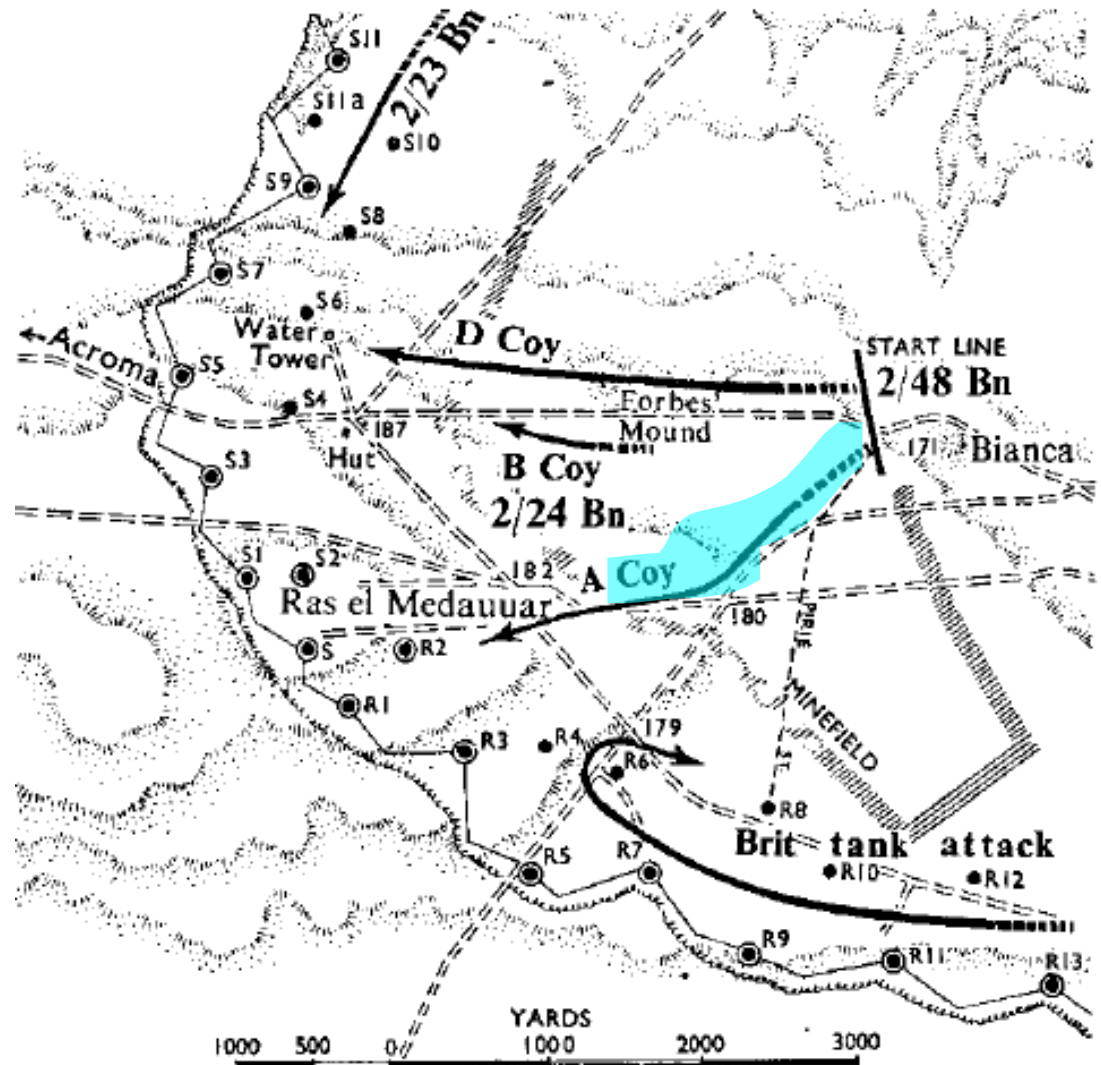 S11
2/23 Bn
S11a
S10
S9
S8
S7
S6
Water
Tower
D Coy
←Acroma
START LINE
2/48 Bn
S5
S4
Forbes'
Mound
187
Hut
171
Bianca
B Coy
2/24 Bn
S3
S1
S2
182
A Coy
Ras el Medauuar
180
PIRIE
ST.
S
R2
R1
MINEFIELD
R3
R4
179
R6
R8
Brit tank attack
R5
R7
R10
R12
R9
R11
R13
YARDS
1000 500 0 1000 2000 3000